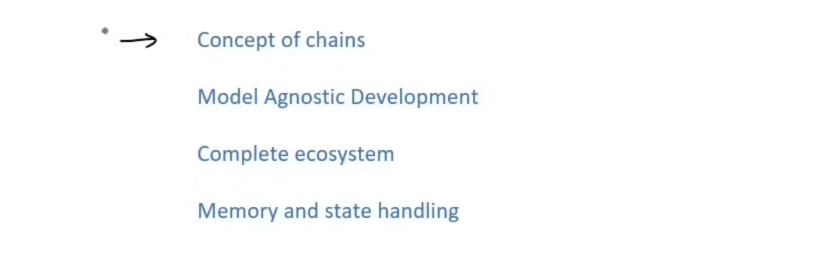 Concept of chains
Model Agnostic Development
Complete ecosystem
Memory and state handling